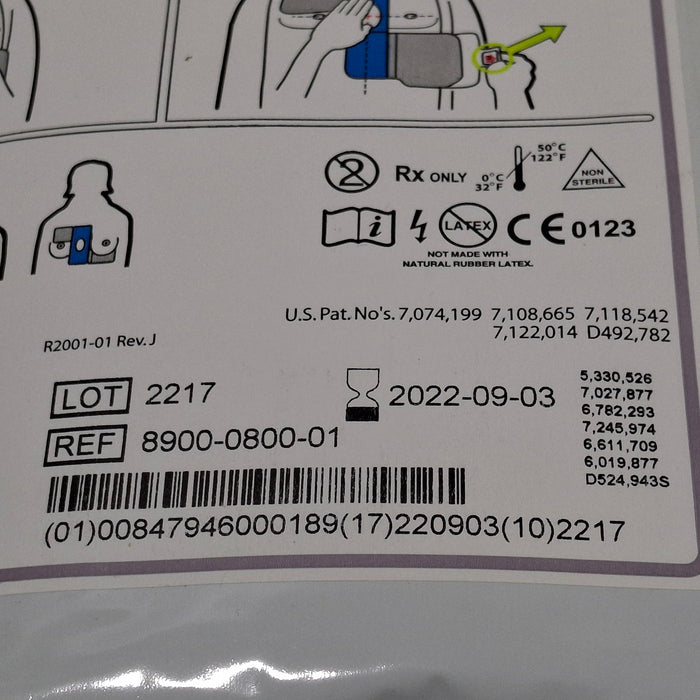 2
Rx ONLY
50°C
122°F
0°C
32°F
NON
STERILE
i
LATEX
CE 0123
NOT MADE WITH
NATURAL RUBBER LATEX.
U.S. Pat. No's. 7,074,199 7,108,665 7,118,542
7,122,014 D492,782
R2001-01 Rev. J
LOT 2217
2022-09-03
REF 8900-0800-01
5,330,526
7,027,877
6,782,293
7,245,974
6,611,709
6,019,877
D524,943S
(01)00847946000189(17)220903(10)2217